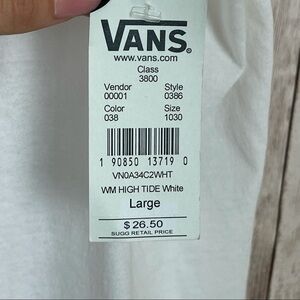 VANS
www.vans.com
Class
3800
Vendor Style
00001 0386
Color Size
038 1030
1 90850 13719 0
VN0A34C2WHT
WM HIGH TIDE White
Large
$ 26.50
SUGG RETAIL PRICE